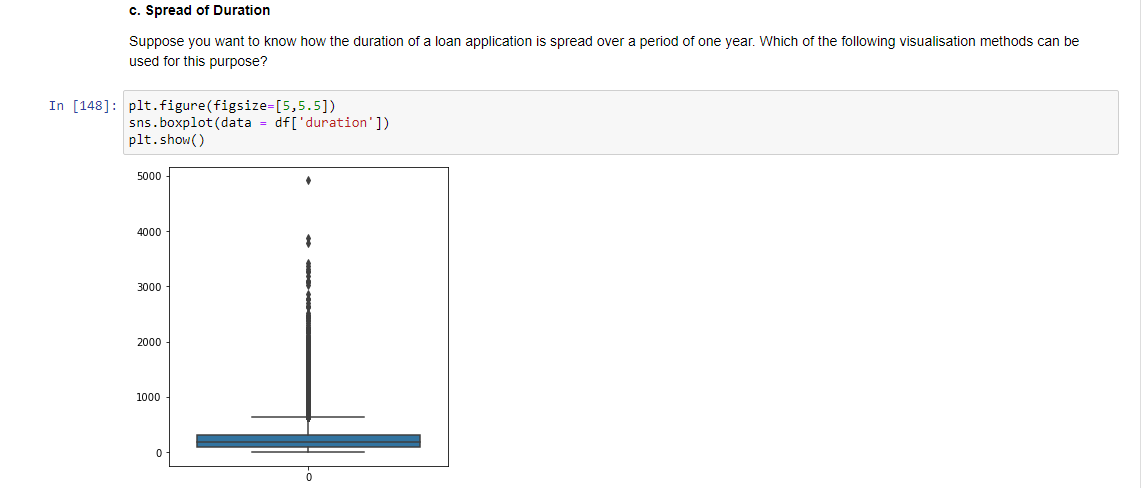 c. Spread of Duration
Suppose you want to know how the duration of a loan application is spread over a period of one year. Which of the following visualisation methods can be
used for this purpose?
In [148]: plt.figure(figsize=[5,5.5])
sns.boxplot(data = df['duration'])
plt.show()
5000
4000
3000
2000
1000
0
0